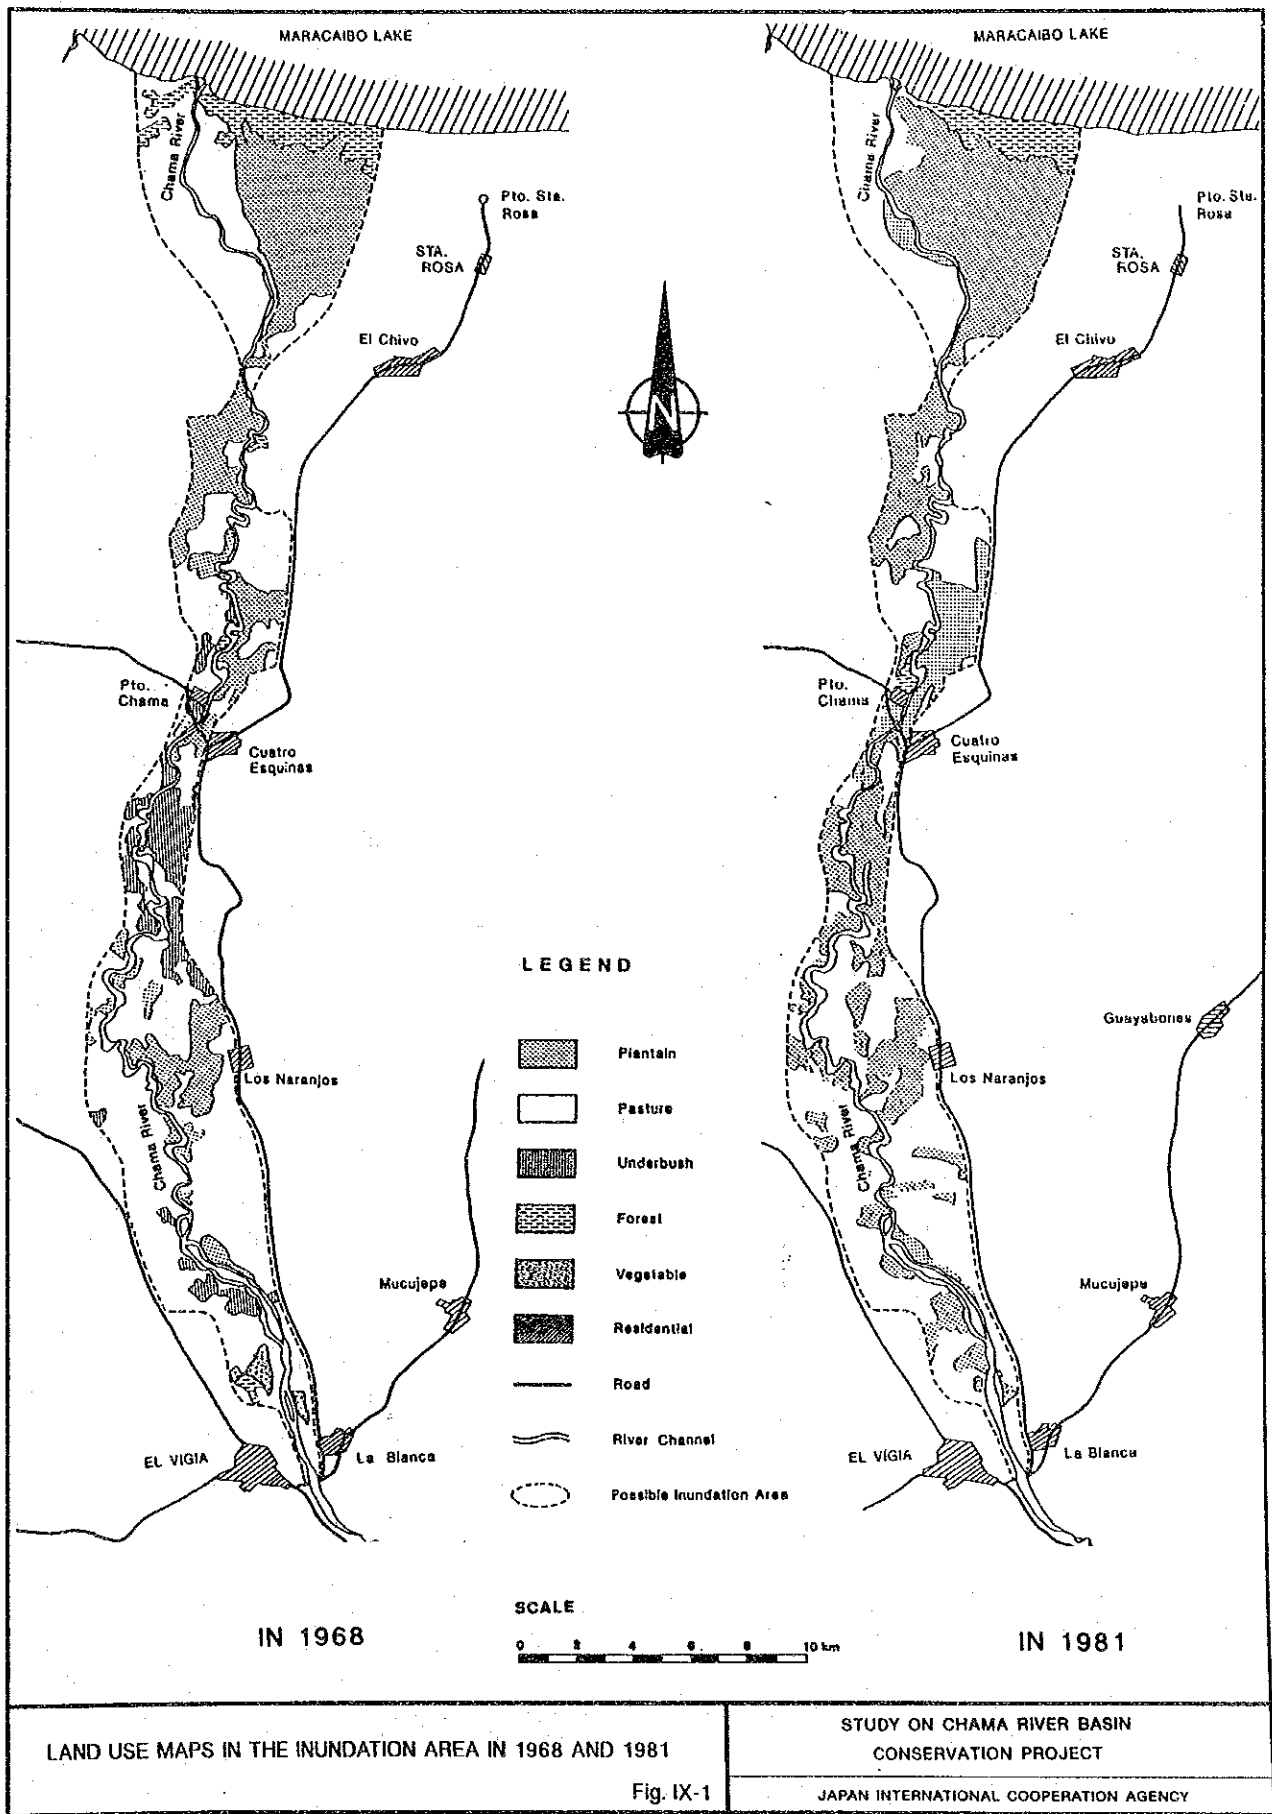 MARACAIBO LAKE
Chama River
Pto. Sta.
Rosa
STA.
ROSA
El Chivo
Pto.
Chama
Cuatro
Esquinas
Los Naranjos
Chama River
Mucujepe
EL VIGIA
La Blanca
IN 1968
N
LEGEND
Plantain
Pasture
Underbush
Forest
Vegetable
Residential
Road
River Channel
Possible Inundation Area
SCALE
0 2 4 6 8 10 km
MARACAIBO LAKE
Chama River
Pto. Sta.
Rosa
STA.
ROSA
El Chivo
Pto.
Chama
Cuatro
Esquinas
Guayabones
Los Naranjos
Chama River
Mucujepe
EL VIGIA
La Blanca
IN 1981
LAND USE MAPS IN THE INUNDATION AREA IN 1968 AND 1981
Fig. IX-1
STUDY ON CHAMA RIVER BASIN
CONSERVATION PROJECT
JAPAN INTERNATIONAL COOPERATION AGENCY